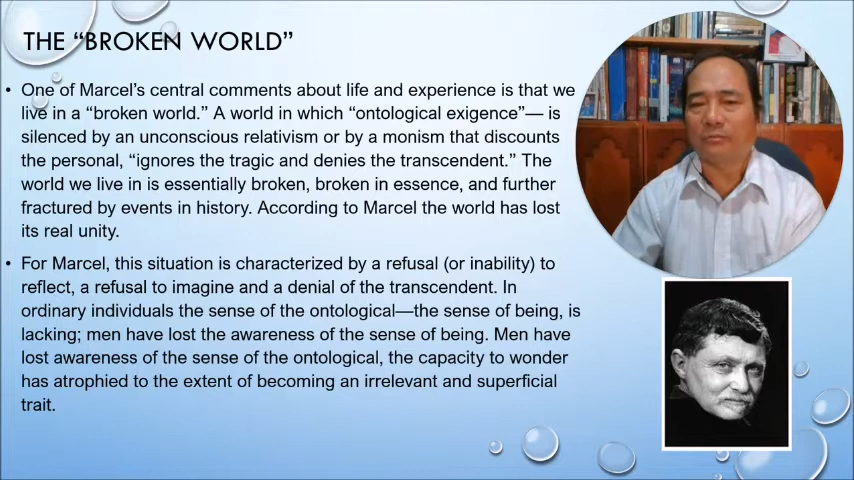 THE “BROKEN WORLD”
• One of Marcel’s central comments about life and experience is that we
live in a “broken world.” A world in which “ontological exigence”— is
silenced by an unconscious relativism or by a monism that discounts
the personal, “ignores the tragic and denies the transcendent.” The
world we live in is essentially broken, broken in essence, and further
fractured by events in history. According to Marcel the world has lost
its real unity.
• For Marcel, this situation is characterized by a refusal (or inability) to
reflect, a refusal to imagine and a denial of the transcendent. In
ordinary individuals the sense of the ontological—the sense of being, is
lacking; men have lost the awareness of the sense of being. Men have
lost awareness of the sense of the ontological, the capacity to wonder
has atrophied to the extent of becoming an irrelevant and superficial
trait.